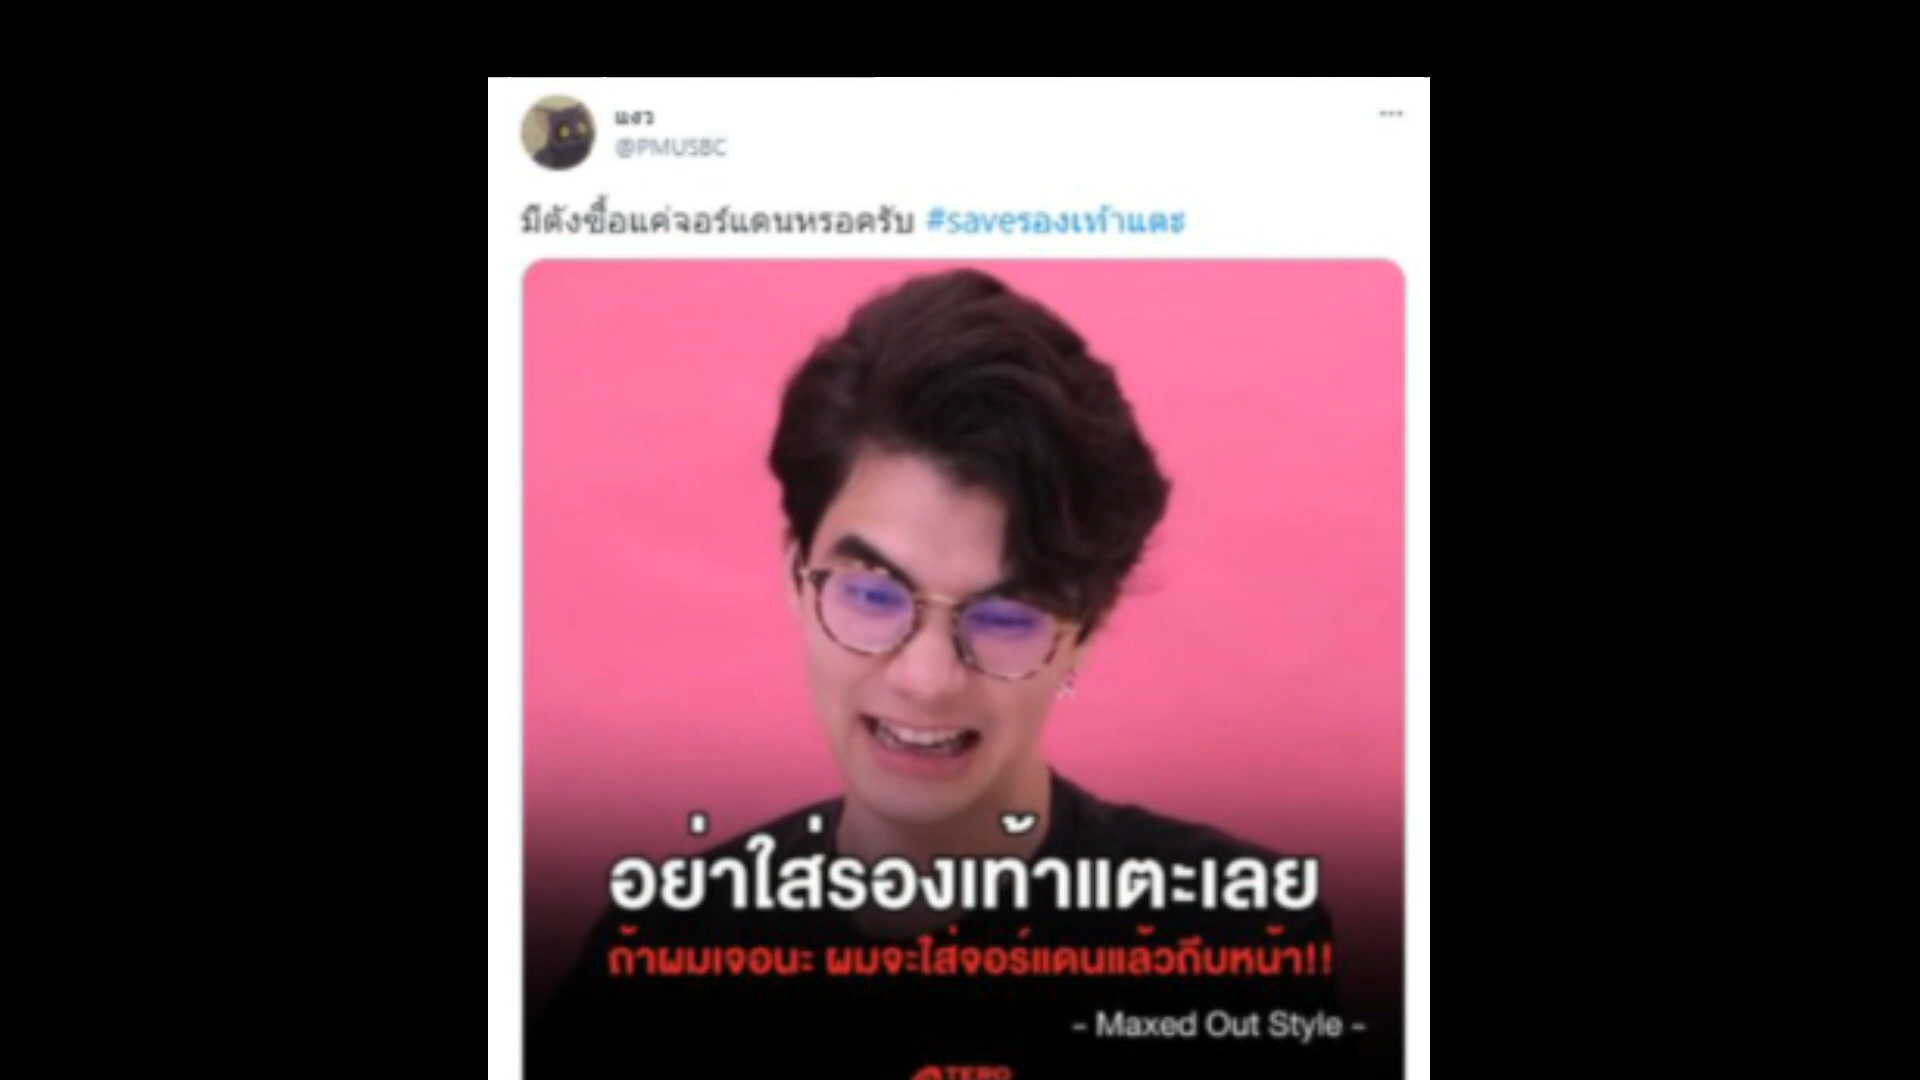 แงว
@PMUSBC
มีตังซื้อแค่จอร์แดนหรอครับ #saveรองเท้าแตะ
อย่าใส่รองเท้าแตะเลย
ถ้าผมเจอนะ ผมจะใส่จอร์แดนแล้วถีบหน้า!!
- Maxed Out Style -
TERO